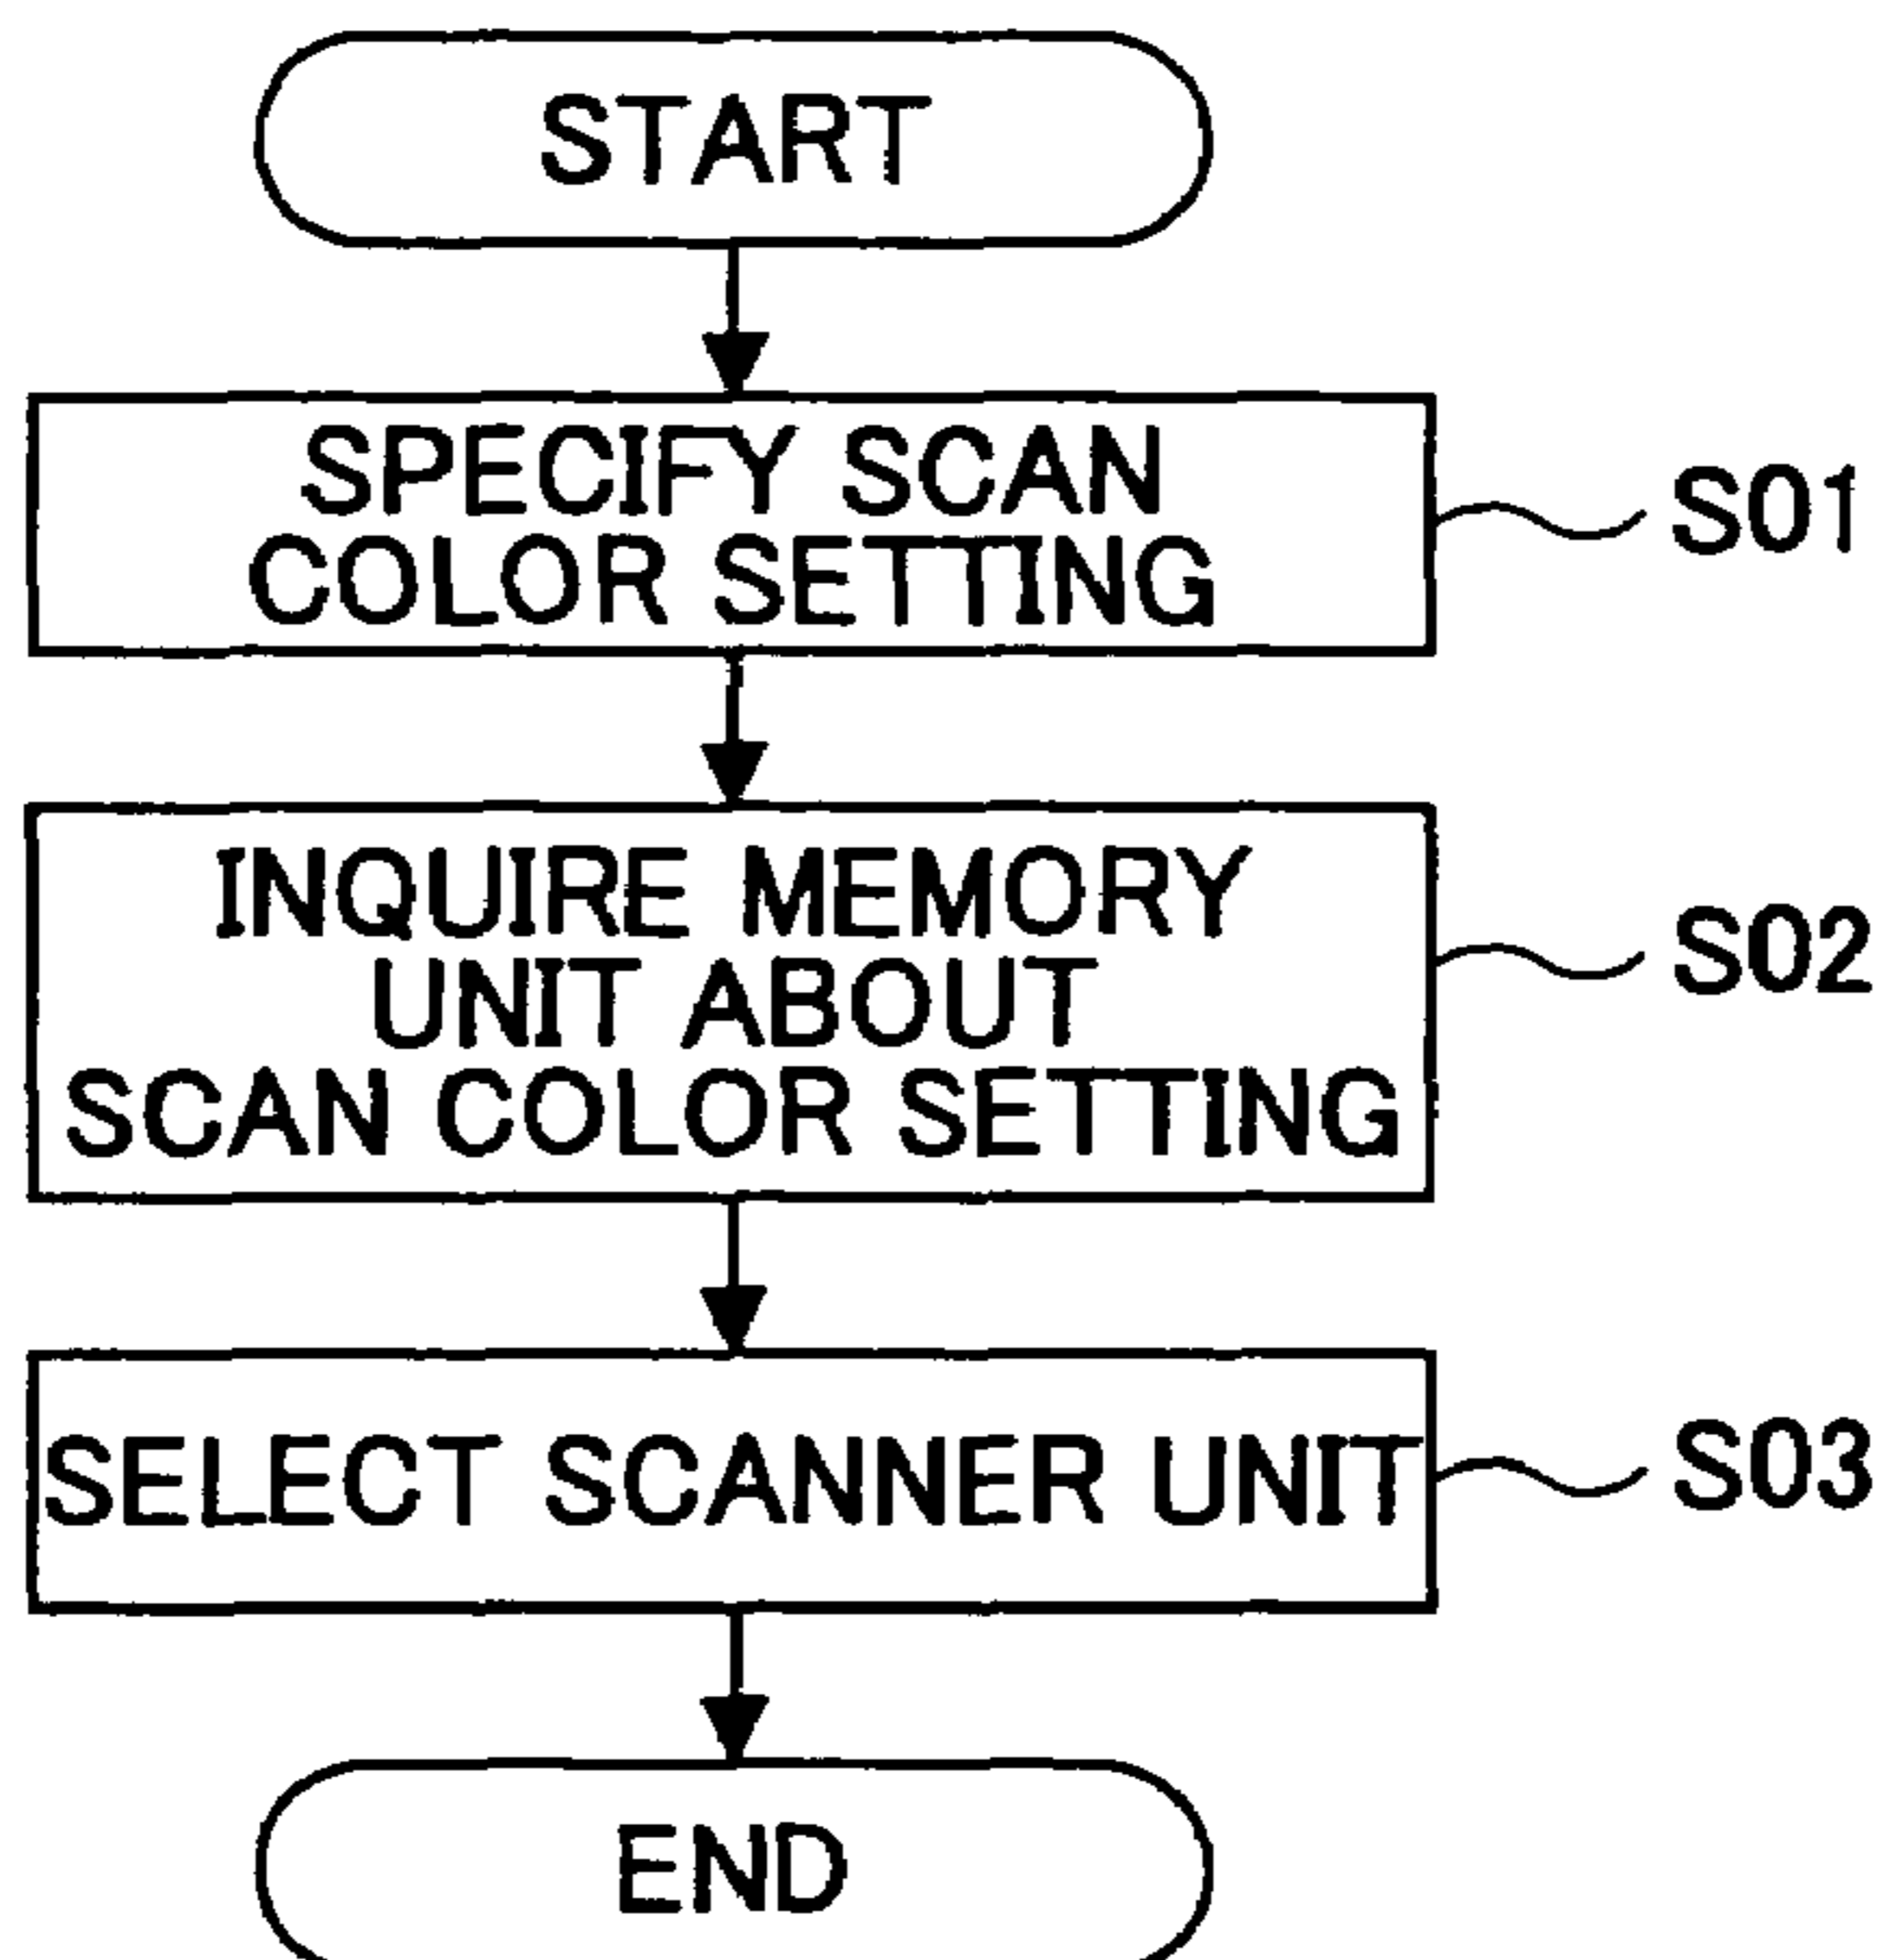 START
SPECIFY SCAN
COLOR SETTING
S01
INQUIRE MEMORY
UNIT ABOUT
SCAN COLOR SETTING
S02
SELECT SCANNER UNIT
S03
END